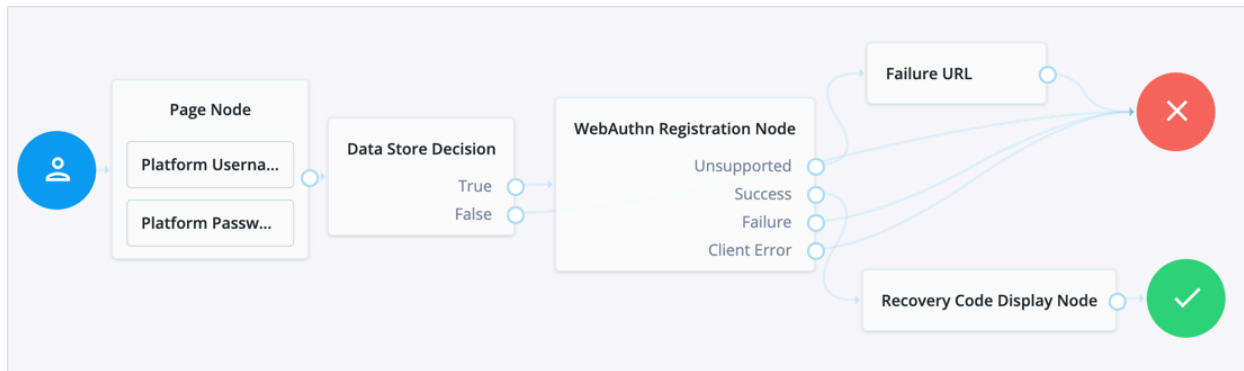 Page Node
Platform Userna...
Platform Passw...
Data Store Decision
True
False
WebAuthn Registration Node
Unsupported
Success
Failure
Client Error
Failure URL
Recovery Code Display Node